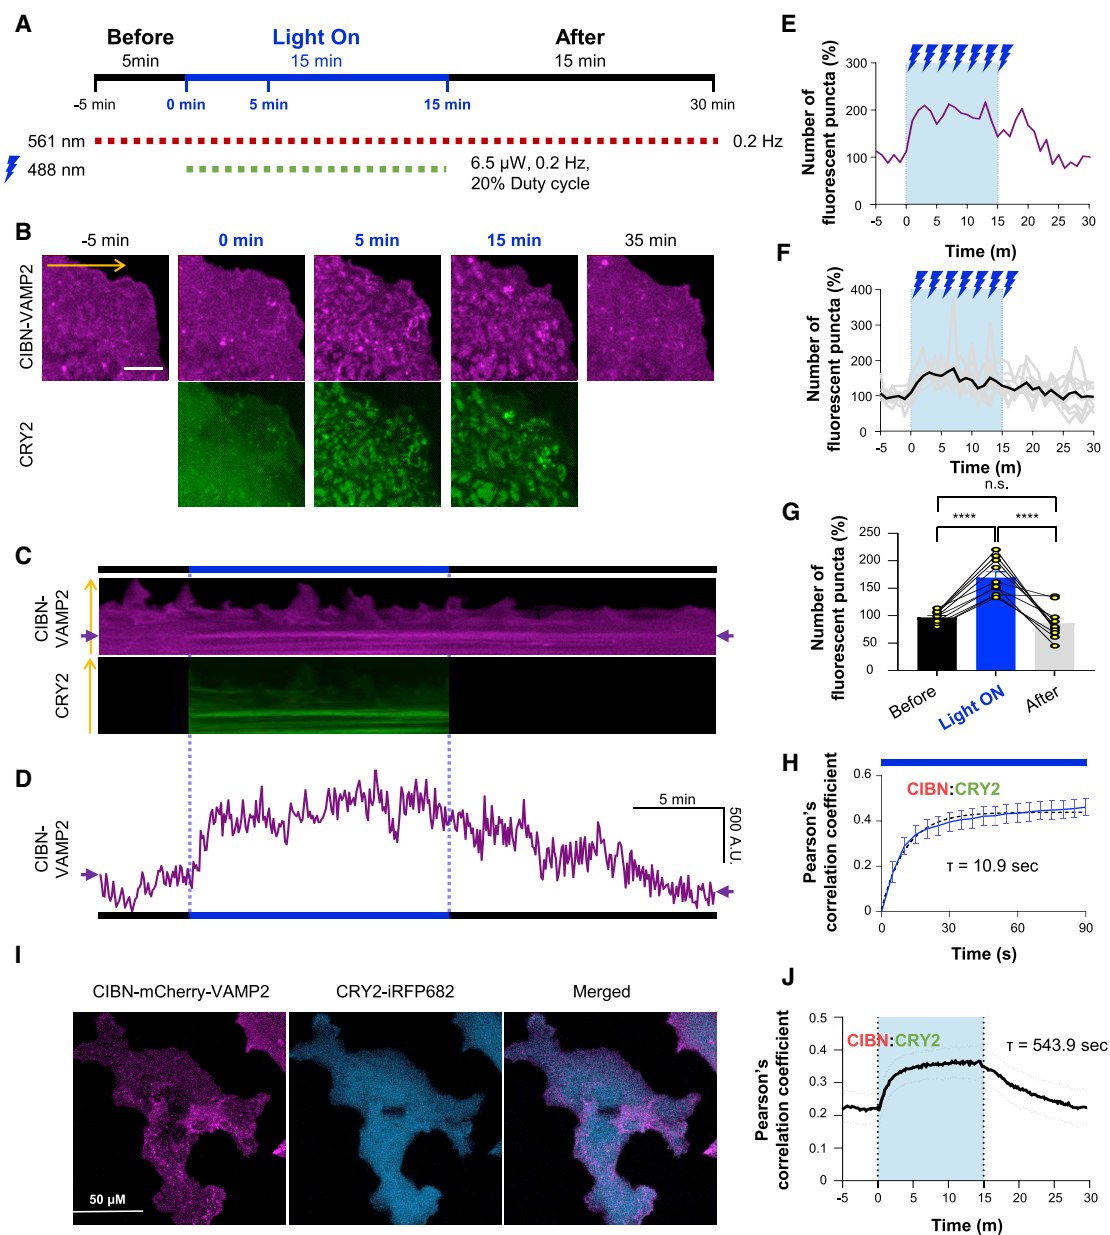 A
Before
Light On
After
5min
15 min
15 min
-5 min
0 min
5 min
15 min
30 min
561 nm
0.2 Hz
488 nm
6.5 µW, 0.2 Hz,
20% Duty cycle
B
-5 min
0 min
5 min
15 min
35 min
CIBN-VAMP2
CRY2
C
CIBN-
VAMP2
CRY2
D
CIBN-
VAMP2
5 min
500 A.U.
E
Number of
fluorescent puncta (%)
300
200
100
0
-5
0
5
10
15
20
25
30
Time (m)
F
Number of
fluorescent puncta (%)
400
300
200
100
0
-5
0
5
10
15
20
25
30
Time (m)
G
n.s.
****
****
Number of
fluorescent puncta (%)
250
200
150
100
50
0
Before
Light ON
After
H
Pearson's
correlation coefficient
0.6
0.4
0.2
0
CIBN:CRY2
τ = 10.9 sec
0
30
60
90
Time (s)
I
CIBN-mCherry-VAMP2
CRY2-iRFP682
Merged
50 µM
J
Pearson's
correlation coefficient
0.5
0.4
0.3
0.2
0.1
0
CIBN:CRY2
τ = 543.9 sec
-5
0
5
10
15
20
25
30
Time (m)